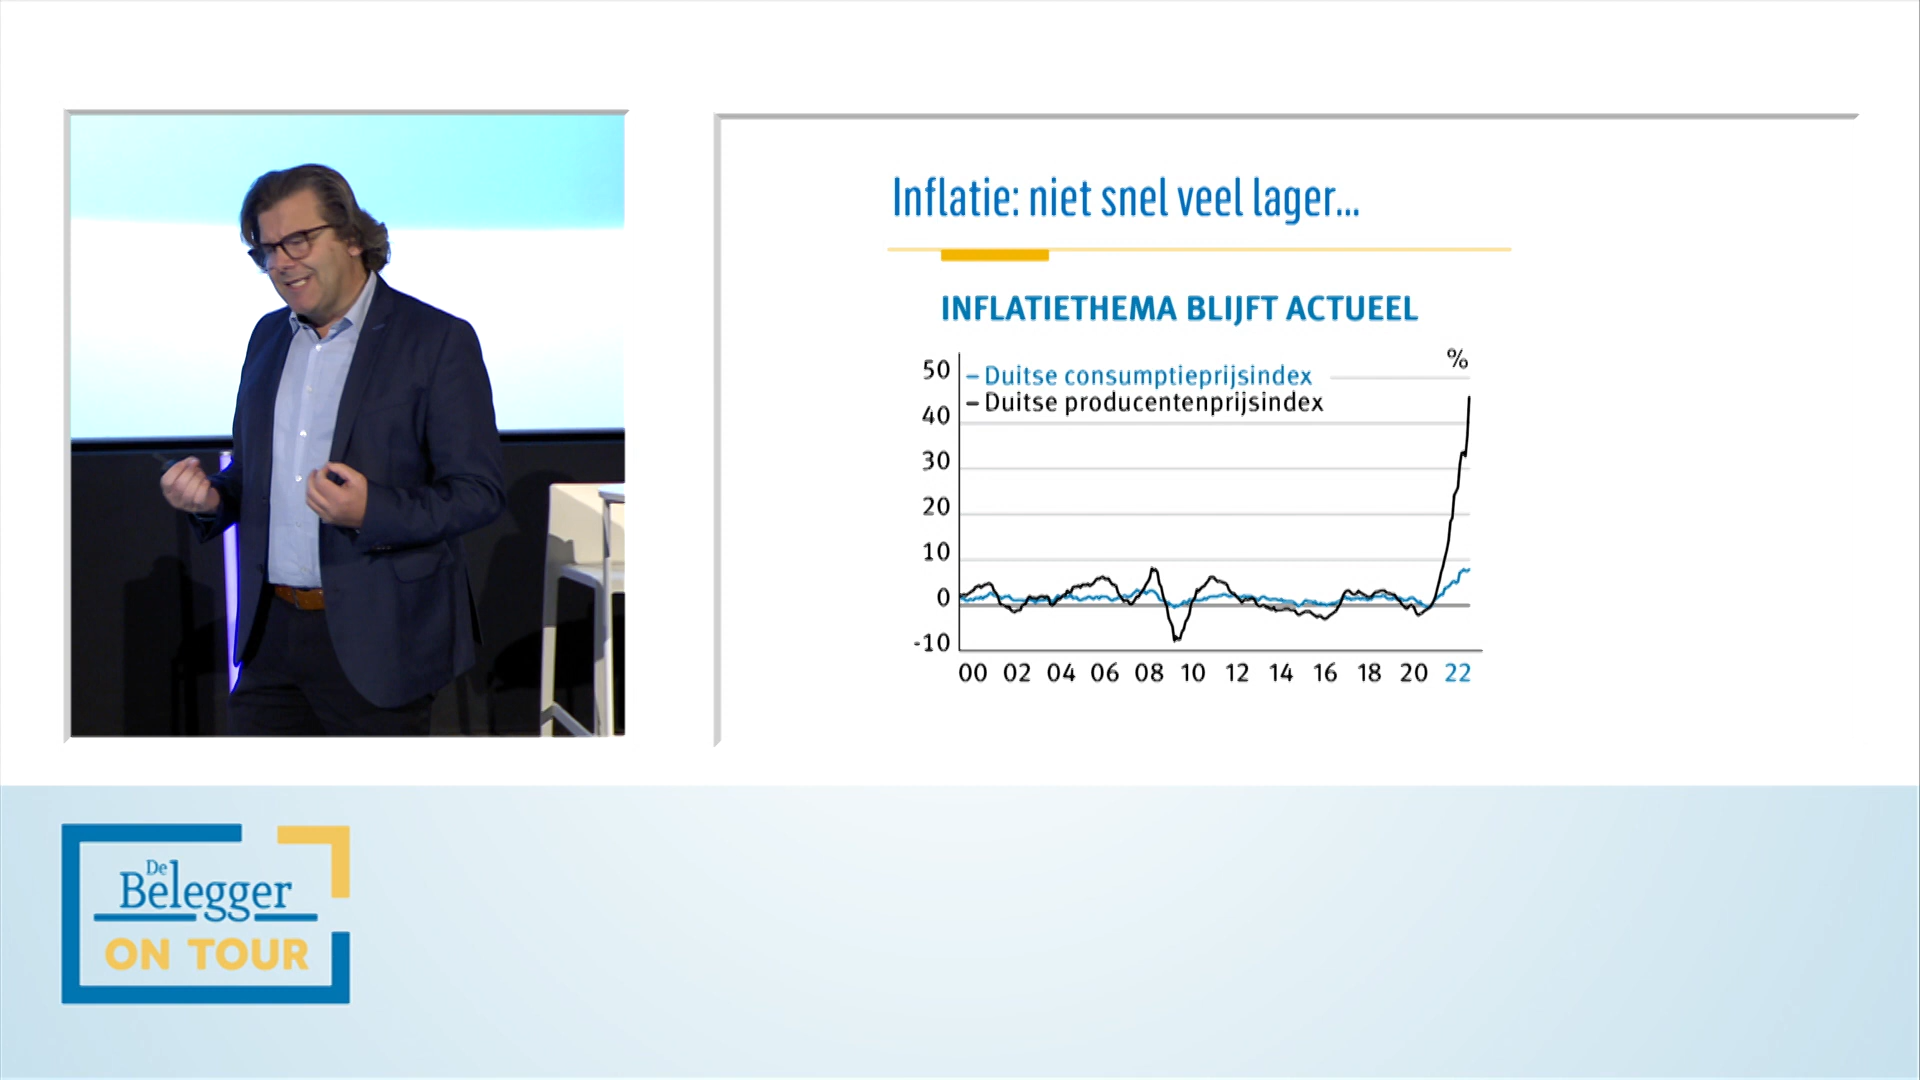 Inflatie: niet snel veel lager...
INFLATIETHEMA BLIJFT ACTUEEL
%
– Duitse consumptieprijsindex
– Duitse producentenprijsindex
50
40
30
20
10
0
-10
00 02 04 06 08 10 12 14 16 18 20 22
De
Belegger
ON TOUR